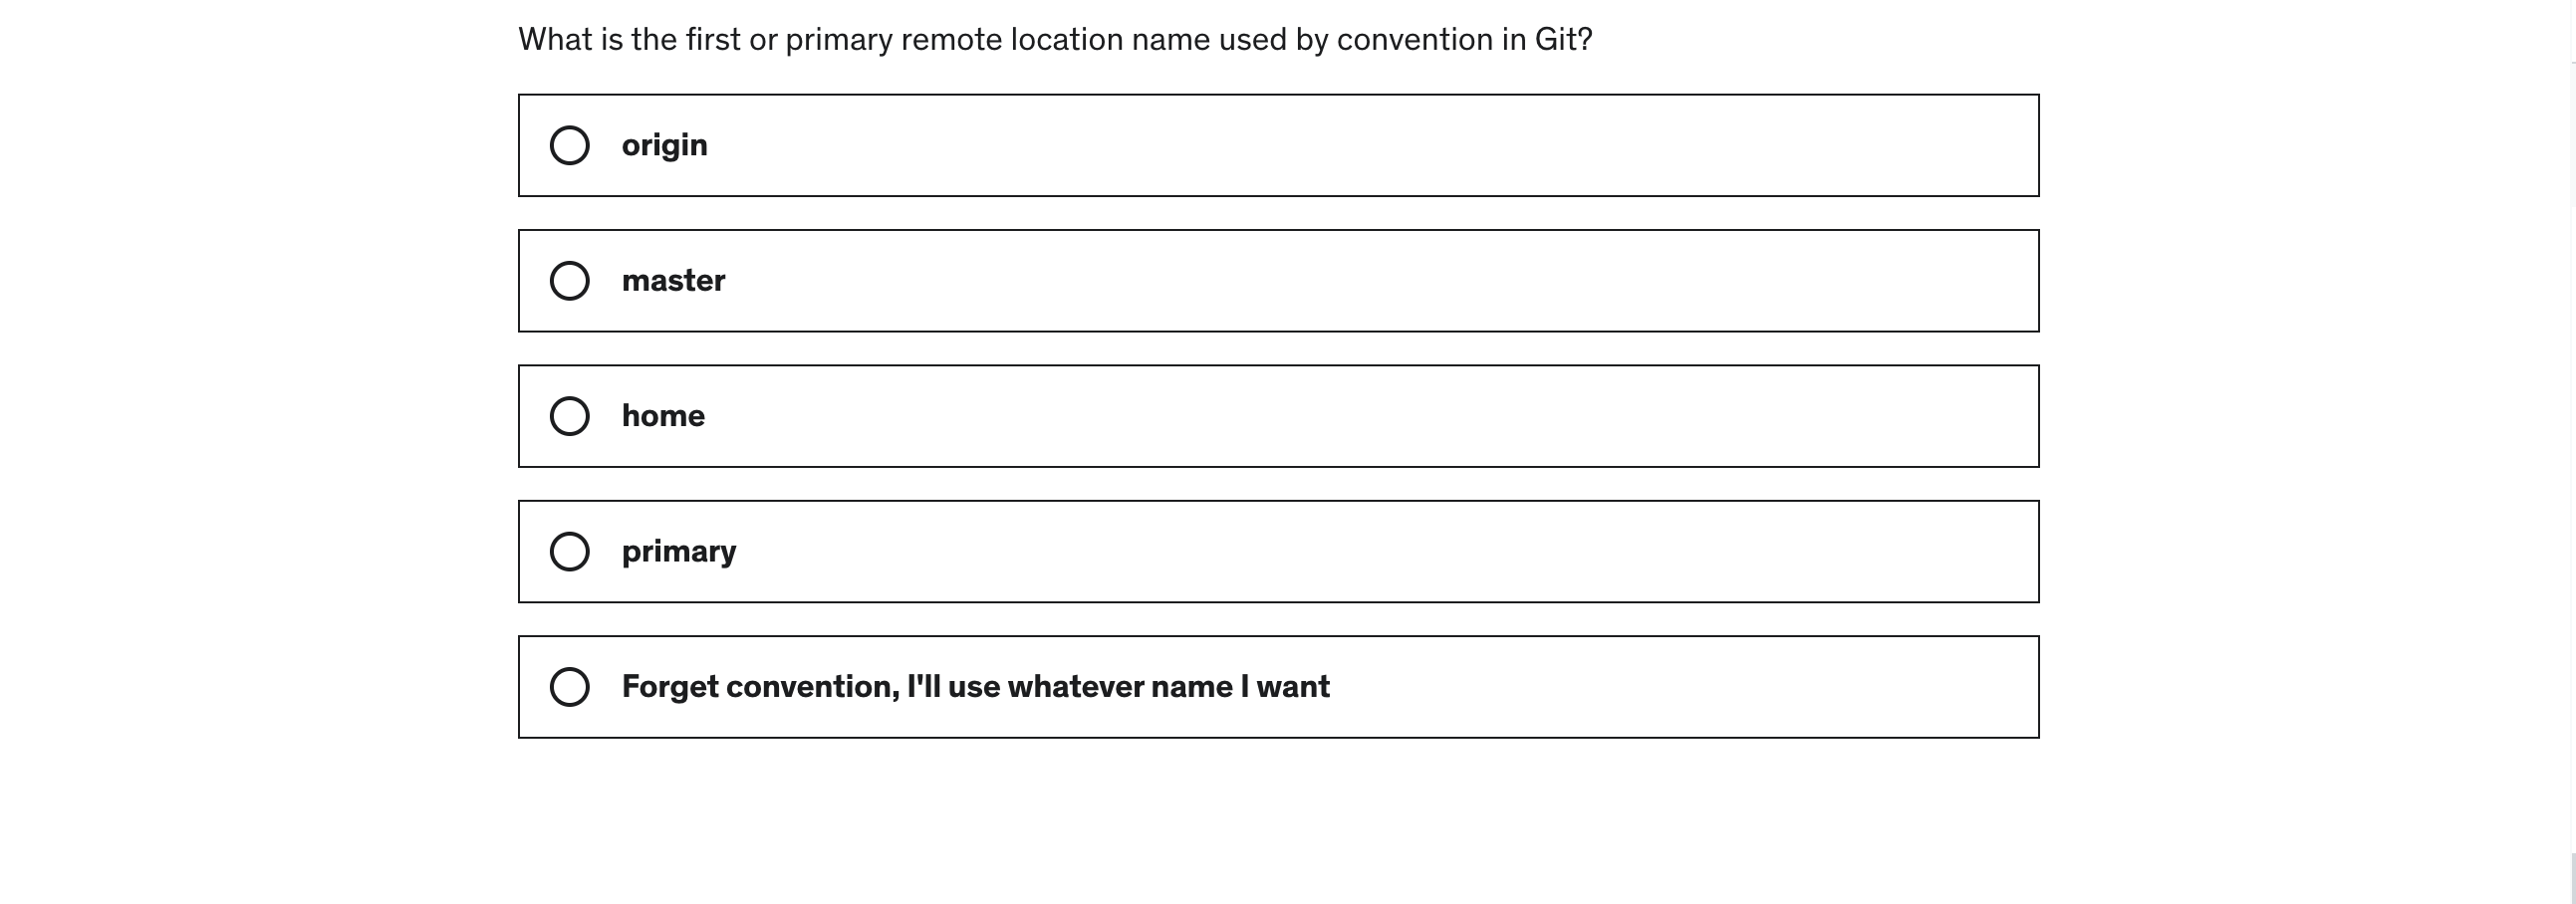 What is the first or primary remote location name used by convention in Git?
origin
master
home
primary
Forget convention, I'll use whatever name I want